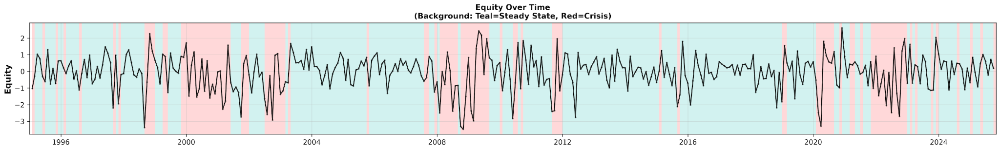 Equity Over Time
(Background: Teal=Steady State, Red=Crisis)
Equity
2
1
0
−1
−2
−3
1996 2000 2004 2008 2012 2016 2020 2024